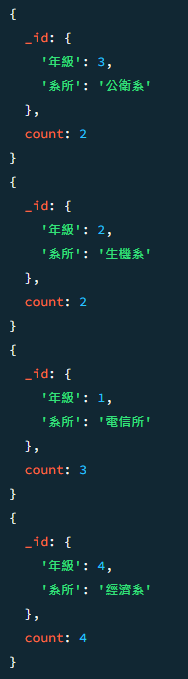 {
  _id: {
    '年級': 3,
    '系所': '公衛系'
  },
  count: 2
}
{
  _id: {
    '年級': 2,
    '系所': '生機系'
  },
  count: 2
}
{
  _id: {
    '年級': 1,
    '系所': '電信所'
  },
  count: 3
}
{
  _id: {
    '年級': 4,
    '系所': '經濟系'
  },
  count: 4
}